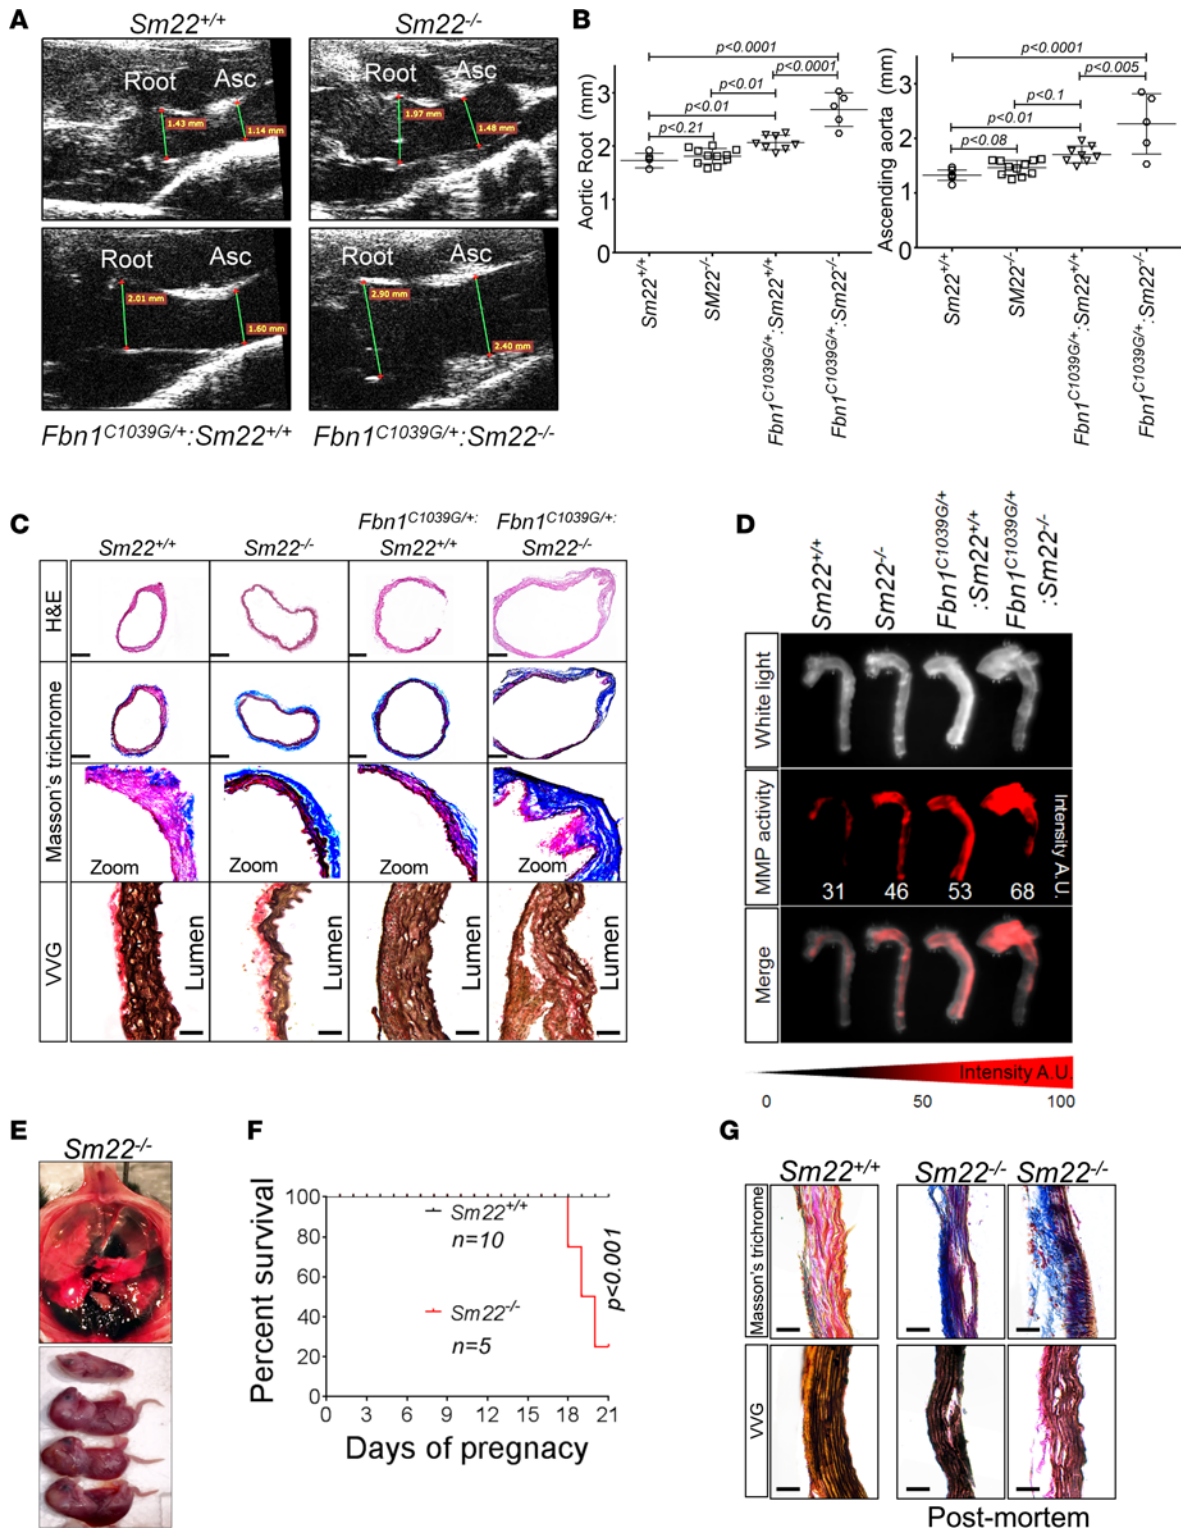 A
Sm22+/+
Sm22-/-
Root
Asc
1.43 mm
1.14 mm
Root
Asc
1.97 mm
1.48 mm
Root
Asc
2.01 mm
1.60 mm
Root
Asc
2.90 mm
2.40 mm
Fbn1C1039G/+:Sm22+/+
Fbn1C1039G/+:Sm22-/-
B
Aortic Root (mm)
3
2
1
0
p<0.0001
p<0.0001
p<0.01
p<0.01
p<0.21
Sm22+/+
SM22-/-
Fbn1C1039G/+:Sm22+/+
Fbn1C1039G/+:Sm22-/-
Ascending aorta (mm)
3
2
1
0
p<0.0001
p<0.005
p<0.1
p<0.01
p<0.08
Sm22+/+
SM22-/-
Fbn1C1039G/+:Sm22+/+
Fbn1C1039G/+:Sm22-/-
C
Sm22+/+
Sm22-/-
Fbn1C1039G/+:
Sm22+/+
Fbn1C1039G/+:
Sm22-/-
H&E
Masson's trichrome
Zoom
Zoom
Zoom
Zoom
VVG
Lumen
Lumen
Lumen
Lumen
D
Sm22+/+
Sm22-/-
Fbn1C1039G/+
:Sm22+/+
Fbn1C1039G/+
:Sm22-/-
White light
MMP activity
31
46
53
68
Intensity A.U.
Merge
Intensity A.U.
0
50
100
E
Sm22-/-
F
Percent survival
100
80
60
40
20
0
Sm22+/+
n=10
Sm22-/-
n=5
p<0.001
0
3
6
9
12
15
18
21
Days of pregnacy
G
Sm22+/+
Sm22-/-
Sm22-/-
Masson's trichrome
VVG
Post-mortem